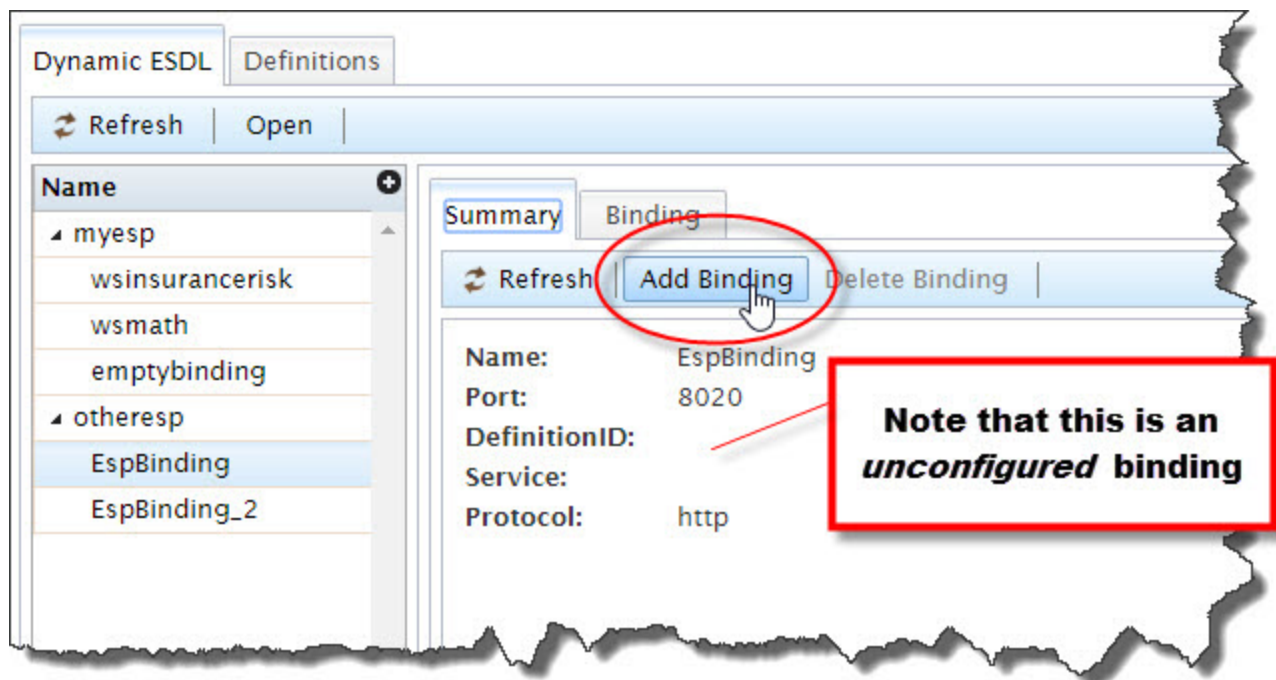 Dynamic ESDL Definitions
Refresh Open
Name
myesp
wsinsurancerisk
wsmath
emptybinding
otheresp
EspBinding
EspBinding_2
Summary Binding
Refresh Add Binding Delete Binding
Name: EspBinding
Port: 8020
DefinitionID:
Service:
Protocol: http
Note that this is an
unconfigured binding